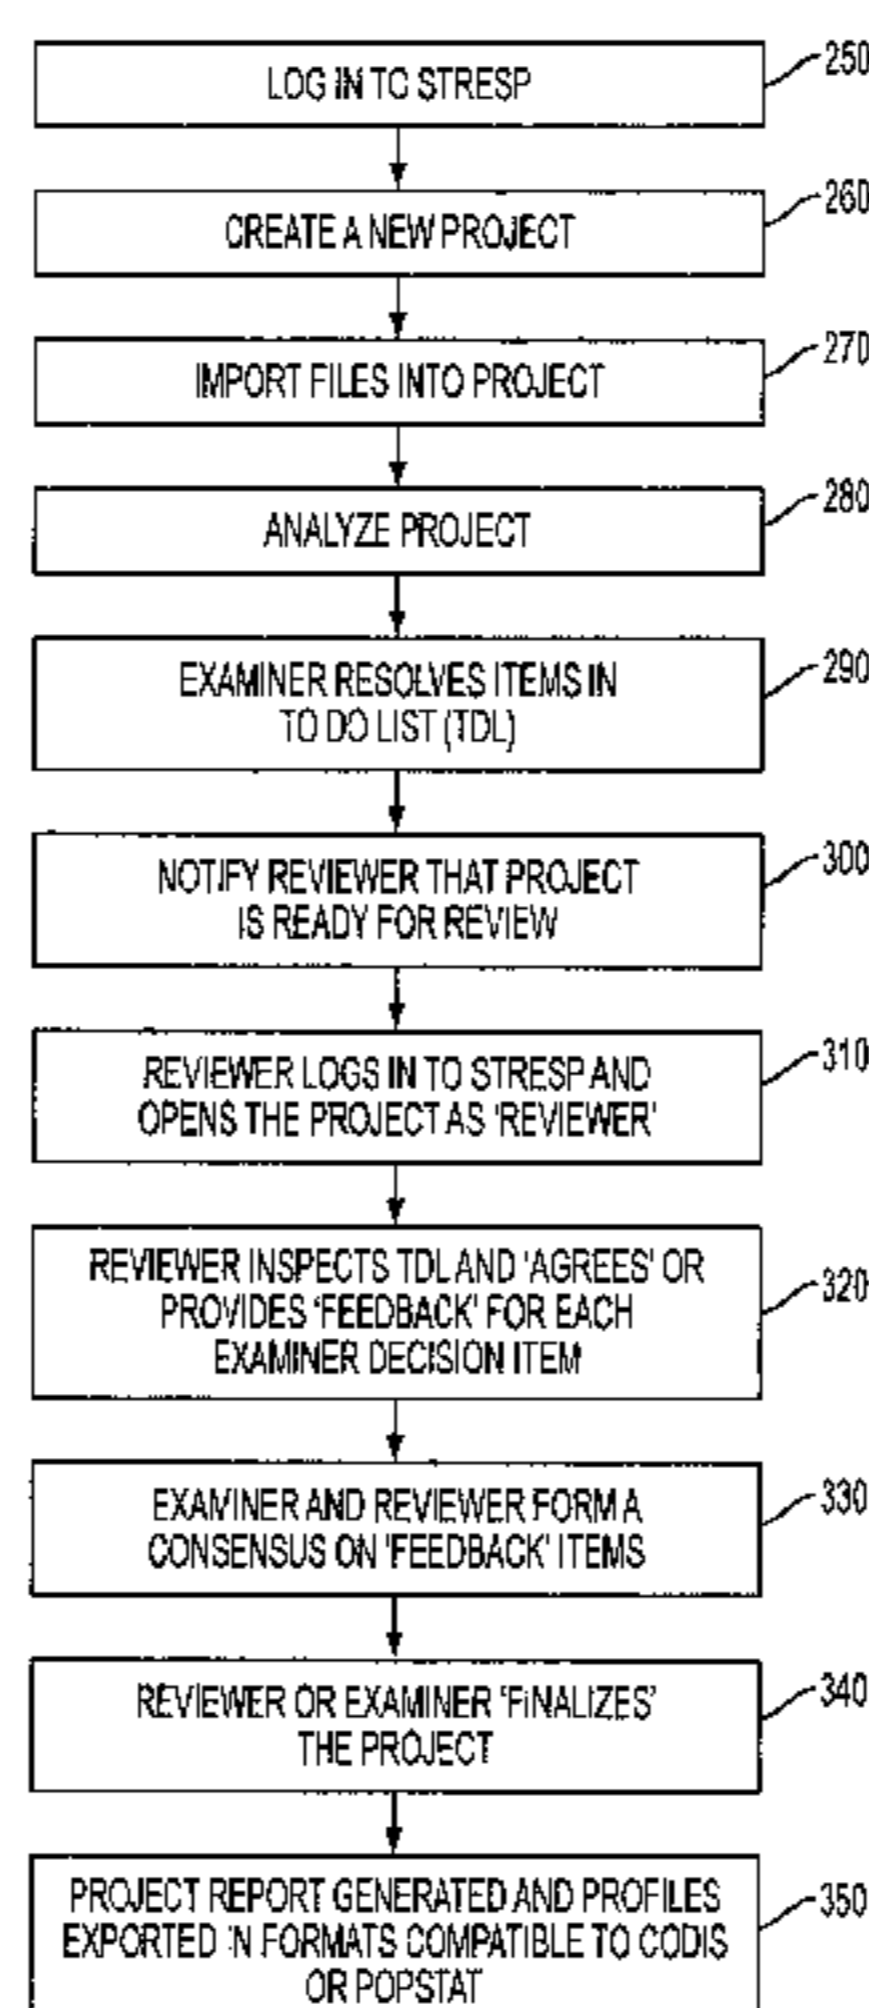 LOG IN TO STRESP
250
CREATE A NEW PROJECT
260
IMPORT FILES INTO PROJECT
270
ANALYZE PROJECT
280
EXAMINER RESOLVES ITEMS IN
TO DO LIST (TDL)
290
NOTIFY REVIEWER THAT PROJECT
IS READY FOR REVIEW
300
REVIEWER LOGS IN TO STRESP AND
OPENS THE PROJECT AS 'REVIEWER'
310
REVIEWER INSPECTS TDL AND 'AGREES' OR
PROVIDES 'FEEDBACK' FOR EACH
EXAMINER DECISION ITEM
320
EXAMINER AND REVIEWER FORM A
CONSENSUS ON 'FEEDBACK' ITEMS
330
REVIEWER OR EXAMINER 'FINALIZES'
THE PROJECT
340
PROJECT REPORT GENERATED AND PROFILES
EXPORTED IN FORMATS COMPATIBLE TO CODIS
OR POPSTAT
350